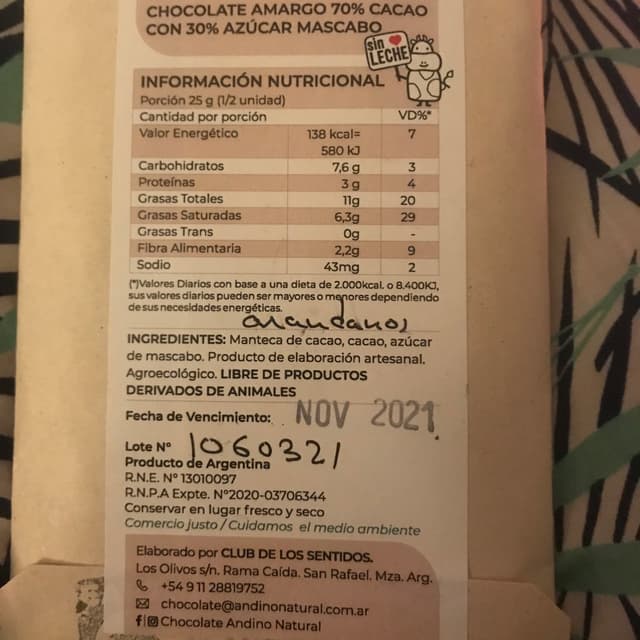 CHOCOLATE AMARGO 70% CACAO
CON 30% AZÚCAR MASCABO
sin
LECHE
INFORMACIÓN NUTRICIONAL
Porción 25 g (1/2 unidad)
Cantidad por porción VD%*
Valor Energético 138 kcal= 7
580 kJ
Carbohidratos 7,6 g 3
Proteínas 3 g 4
Grasas Totales 11g 20
Grasas Saturadas 6,3g 29
Grasas Trans 0g -
Fibra Alimentaria 2,2g 9
Sodio 43mg 2
(*)Valores Diarios con base a una dieta de 2.000kcal. o 8.400KJ,
sus valores diarios pueden ser mayores o menores dependiendo
de sus necesidades energéticas.
arandanos
INGREDIENTES: Manteca de cacao, cacao, azúcar
de mascabo. Producto de elaboración artesanal.
Agroecológico. LIBRE DE PRODUCTOS
DERIVADOS DE ANIMALES
Fecha de Vencimiento: NOV 2021
Lote N° 1060321
Producto de Argentina
R.N.E. N° 13010097
R.N.P.A Expte. N°2020-03706344
Conservar en lugar fresco y seco
Comercio justo / Cuidamos el medio ambiente
Elaborado por CLUB DE LOS SENTIDOS.
Los Olivos s/n. Rama Caída. San Rafael. Mza. Arg.
+54 9 11 28819752
chocolate@andinonatural.com.ar
Chocolate Andino Natural